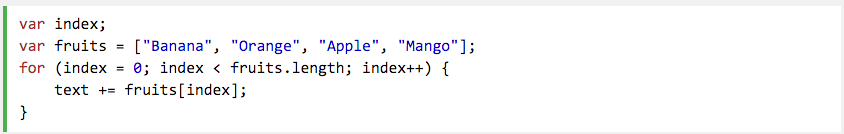 var index;
var fruits = ["Banana", "Orange", "Apple", "Mango"];
for (index = 0; index < fruits.length; index++) {
    text += fruits[index];
}